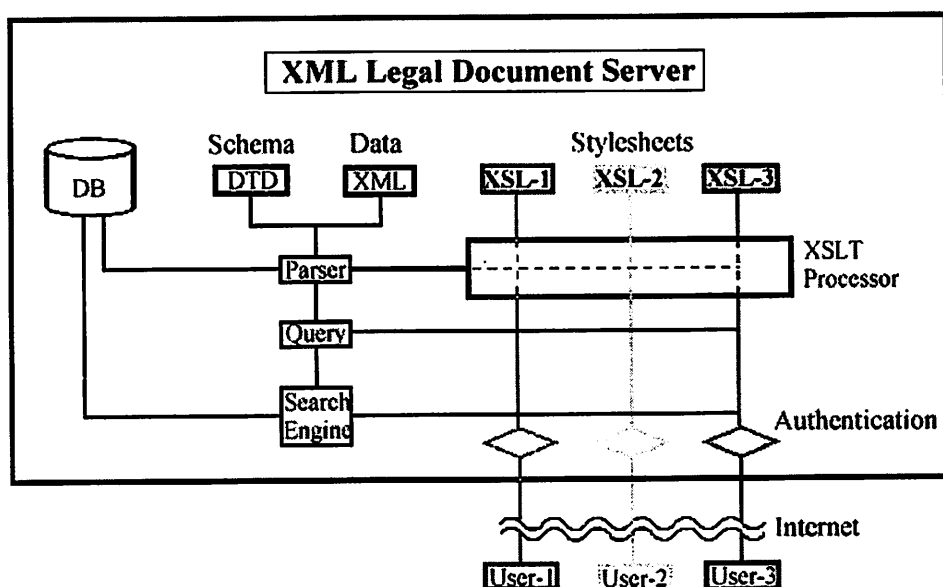 XML Legal Document Server
Schema
Data
Stylesheets
DB
DTD
XML
XSL-1
XSL-2
XSL-3
Parser
XSLT
Processor
Query
Search
Engine
Authentication
Internet
User-1
User-2
User-3